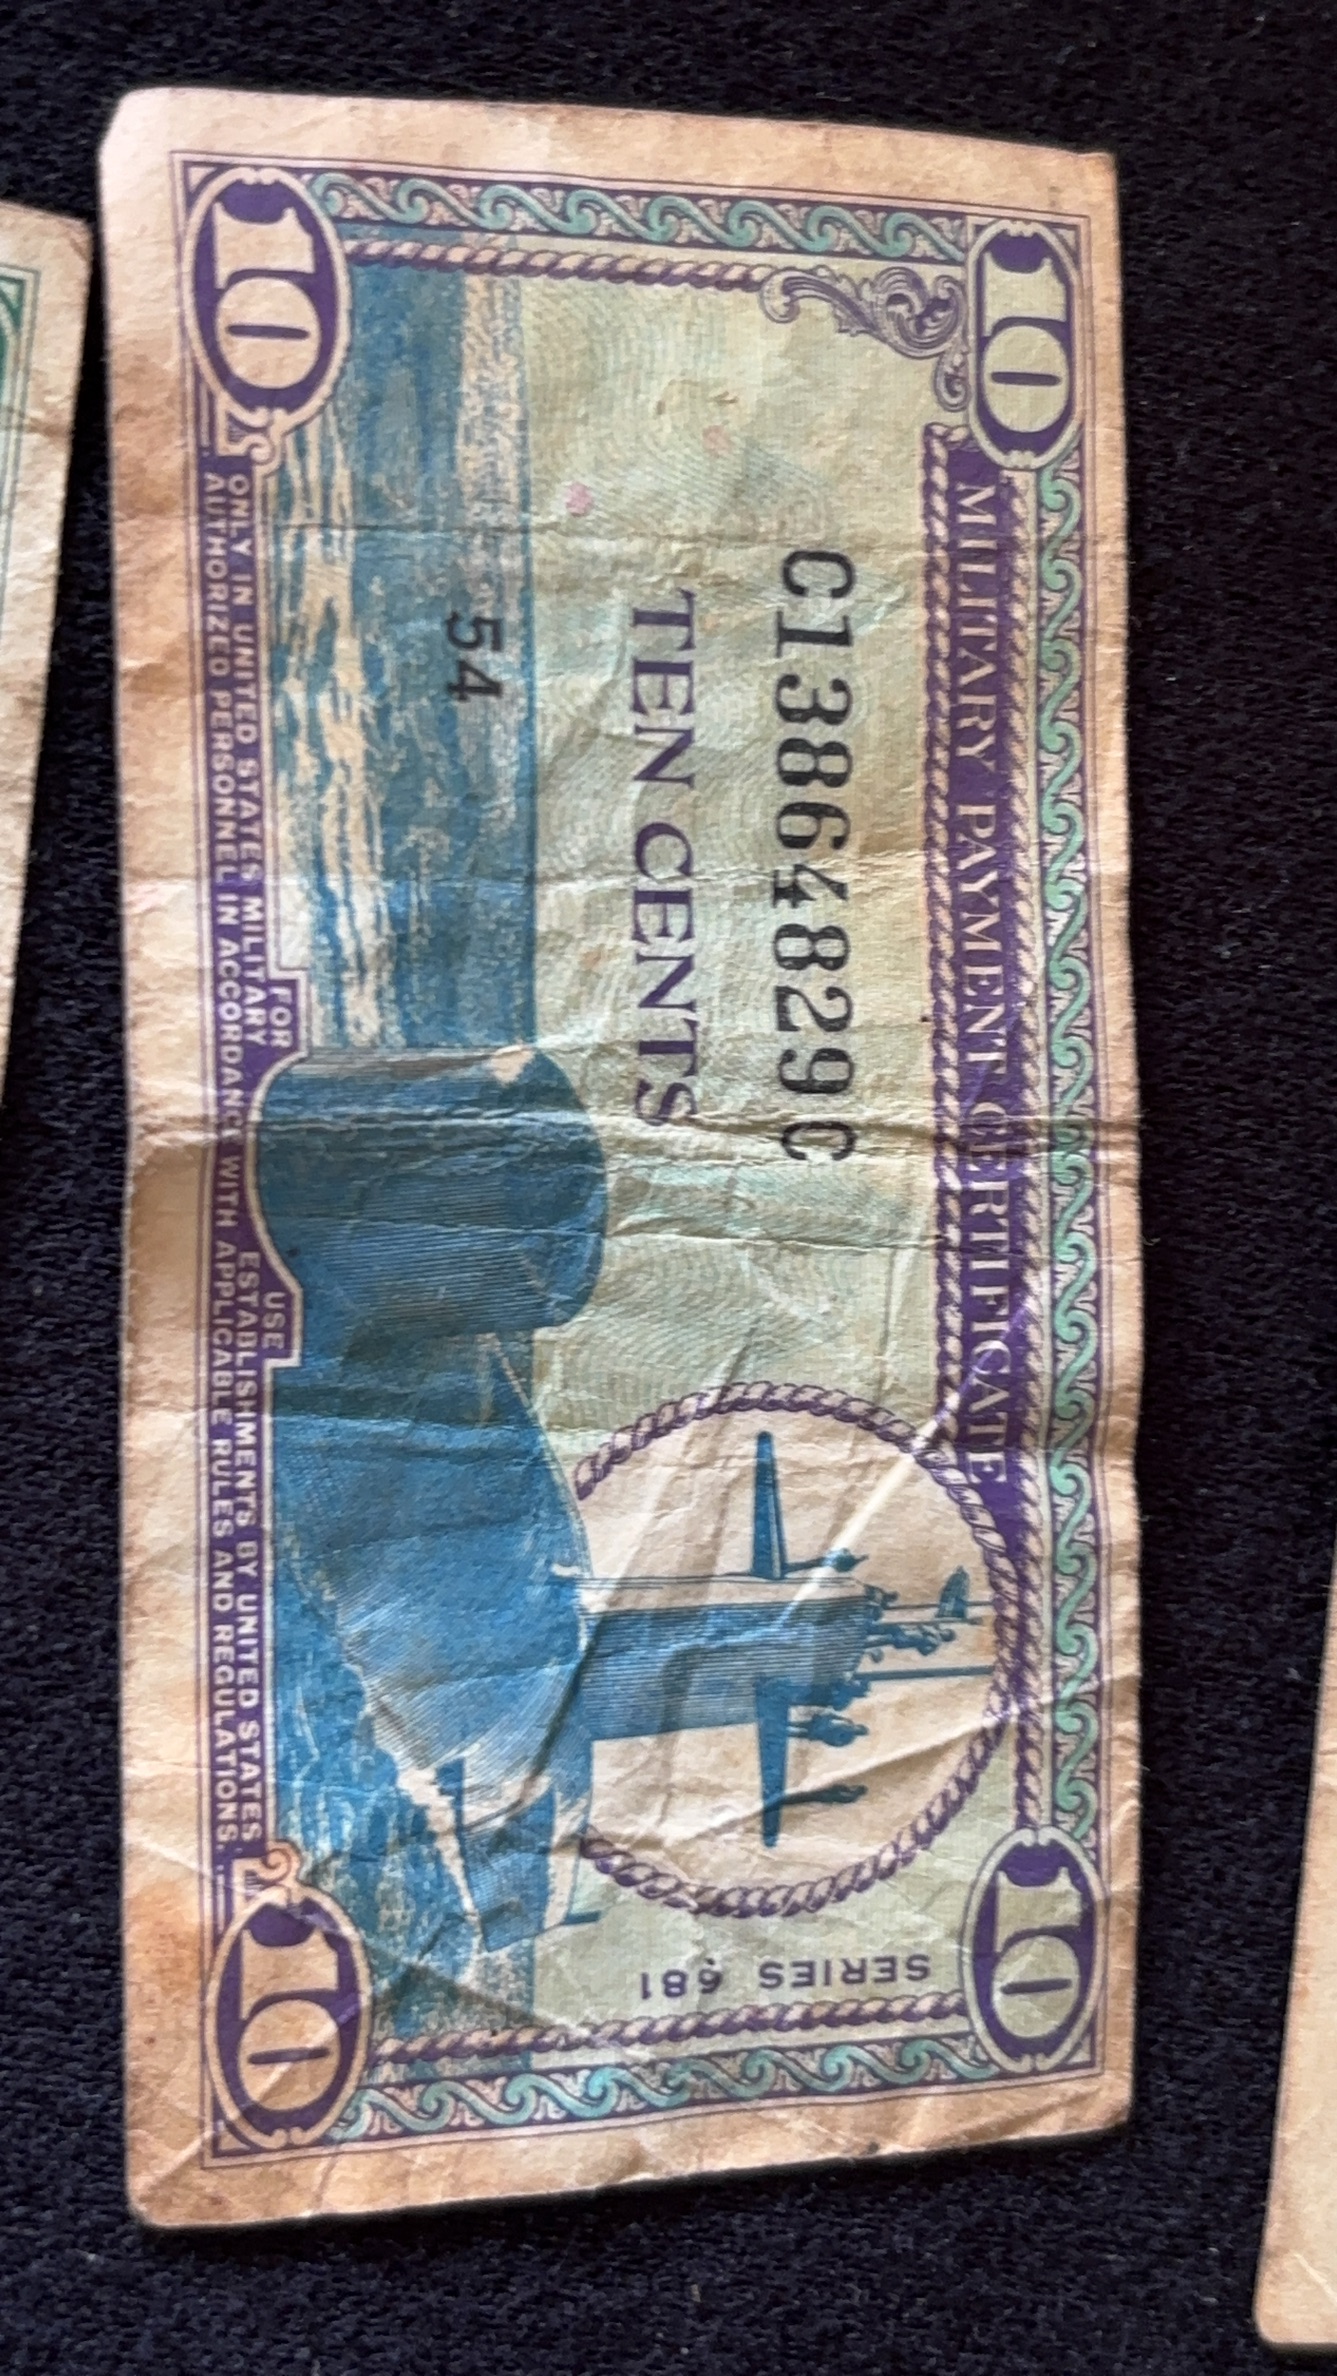 10
10
MILITARY PAYMENT CERTIFICATE
C13864829C
TEN CENTS
54
SERIES 681
FOR USE
ONLY IN UNITED STATES MILITARY ESTABLISHMENTS BY UNITED STATES
AUTHORIZED PERSONNEL IN ACCORDANCE WITH APPLICABLE RULES AND REGULATIONS.
10
10